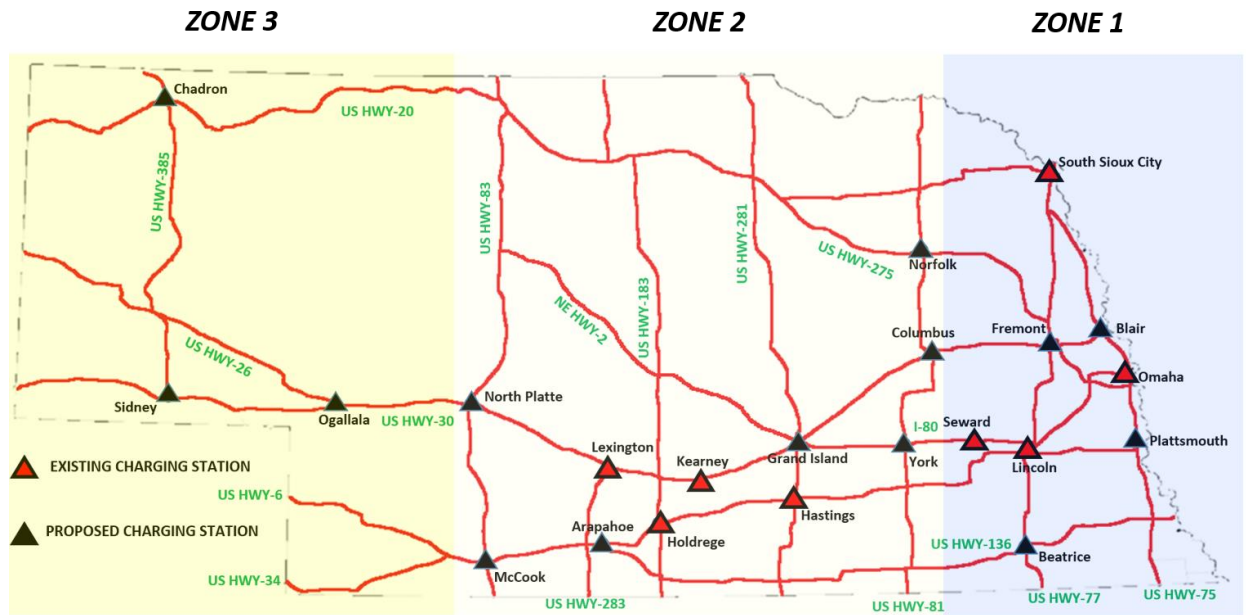 ZONE 3
ZONE 2
ZONE 1
Chadron
US HWY-20
South Sioux City
US HWY-385
US HWY-83
US HWY-281
US HWY-275
Norfolk
NE HWY-2
US HWY-183
Columbus
Fremont
Blair
US HWY-26
Omaha
Sidney
Ogallala
US HWY-30
North Platte
I-80
Seward
Lexington
Kearney
Grand Island
York
Lincoln
Plattsmouth
EXISTING CHARGING STATION
US HWY-6
Hastings
Arapahoe
Holdrege
PROPOSED CHARGING STATION
US HWY-136
Beatrice
McCook
US HWY-34
US HWY-283
US HWY-81
US HWY-77
US HWY-75